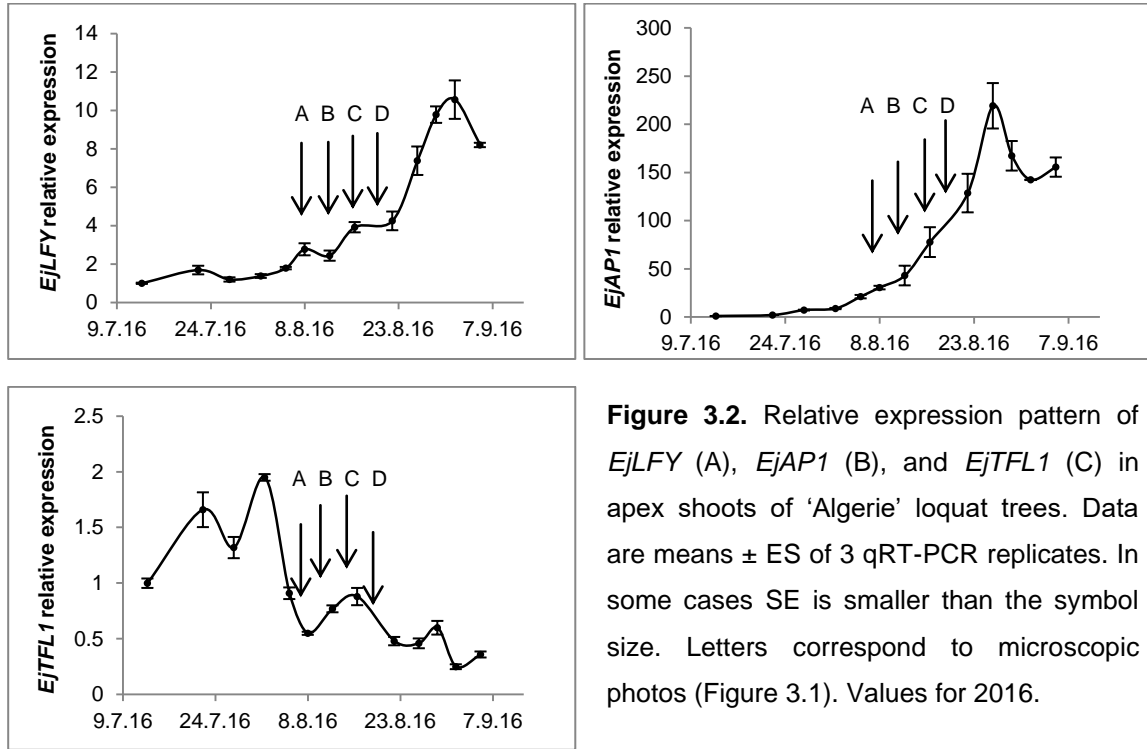 14
12
10
8
6
4
2
0
EjLFY relative expression
A B C D
9.7.16 24.7.16 8.8.16 23.8.16 7.9.16
300
250
200
150
100
50
0
EjAP1 relative expression
A B C D
9.7.16 24.7.16 8.8.16 23.8.16 7.9.16
2.5
2
1.5
1
0.5
0
EjTFL1 relative expression
A B C D
9.7.16 24.7.16 8.8.16 23.8.16 7.9.16
Figure 3.2. Relative expression pattern of
EjLFY (A), EjAP1 (B), and EjTFL1 (C) in
apex shoots of ‘Algerie’ loquat trees. Data
are means ± ES of 3 qRT-PCR replicates. In
some cases SE is smaller than the symbol
size. Letters correspond to microscopic
photos (Figure 3.1). Values for 2016.